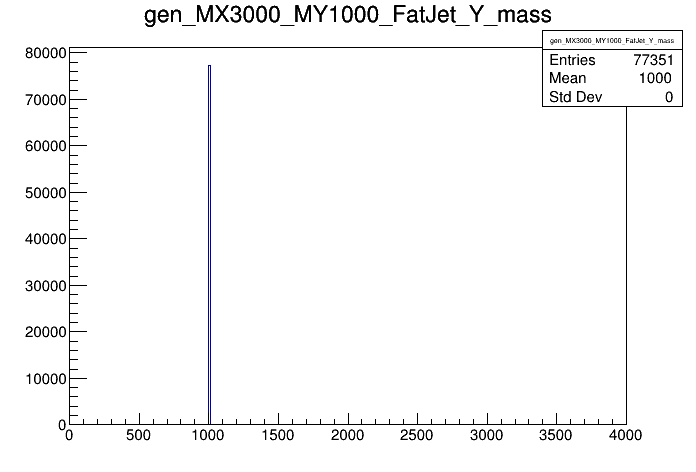 gen_MX3000_MY1000_FatJet_Y_mass
gen_MX3000_MY1000_FatJet_Y_mass
Entries 77351
Mean 1000
Std Dev 0
80000
70000
60000
50000
40000
30000
20000
10000
0
0 500 1000 1500 2000 2500 3000 3500 4000